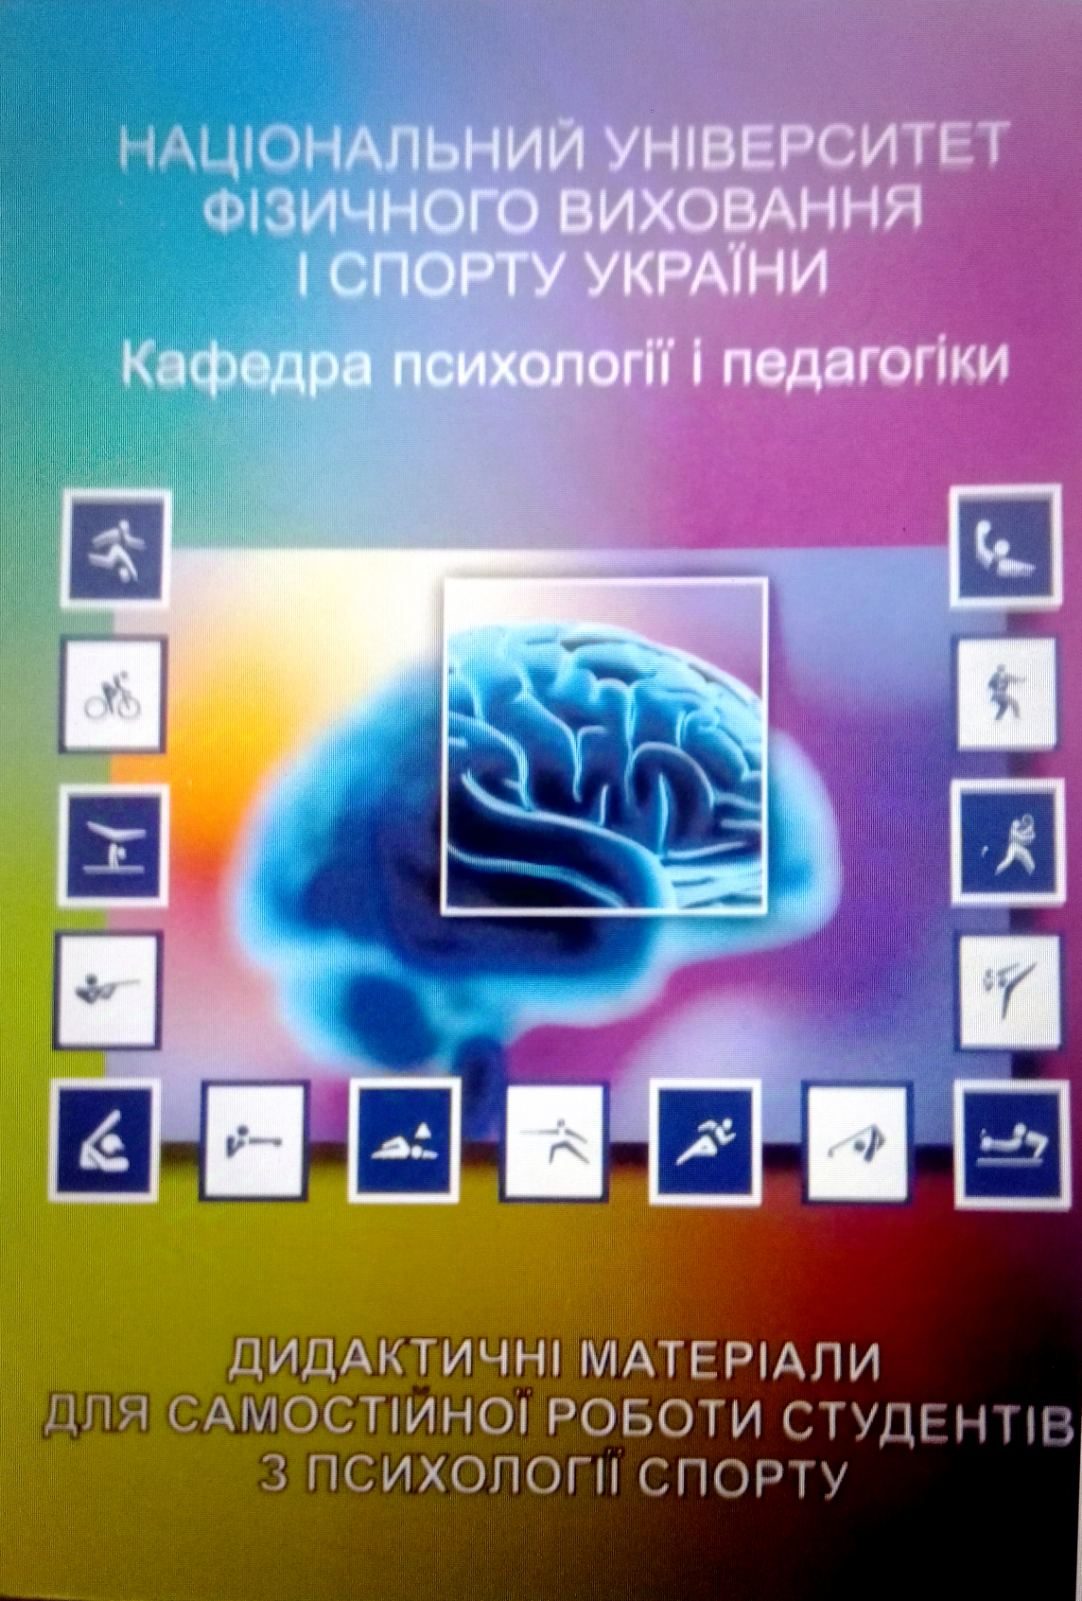 НАЦІОНАЛЬНИЙ УНІВЕРСИТЕТ
ФІЗИЧНОГО ВИХОВАННЯ
І СПОРТУ УКРАЇНИ
Кафедра психології і педагогіки
ДИДАКТИЧНІ МАТЕРІАЛИ
ДЛЯ САМОСТІЙНОЇ РОБОТИ СТУДЕНТІВ
З ПСИХОЛОГІЇ СПОРТУ